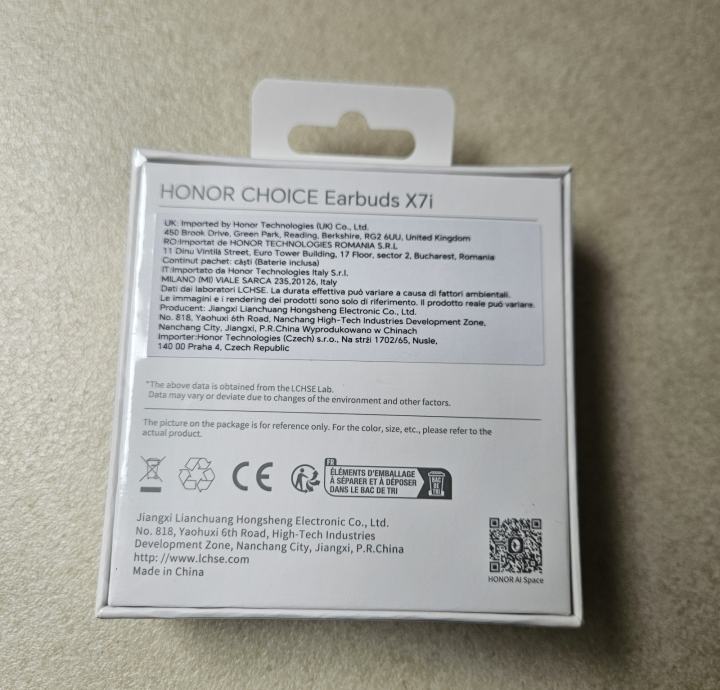 HONOR CHOICE Earbuds X7i
UK: Imported by Honor Technologies (UK) Co., Ltd.
450 Brook Drive, Green Park, Reading, Berkshire, RG2 6UU, United Kingdom
RO:Importat de HONOR TECHNOLOGIES ROMANIA S.R.L
11 Dinu Vintilă Street, Euro Tower Building, 17 Floor, sector 2, Bucharest, Romania
Continut pachet: căști (Baterie inclusa)
IT:Importato da Honor Technologies Italy S.r.l.
MILANO (MI) VIALE SARCA 235,20126, Italy
Dati dai laboratori LCHSE. La durata effettiva può variare a causa di fattori ambientali.
Le immagini e i rendering dei prodotti sono solo di riferimento. Il prodotto reale può variare.
Producent: Jiangxi Lianchuang Hongsheng Electronic Co., Ltd.
No. 818, Yaohuxi 6th Road, Nanchang High-Tech Industries Development Zone,
Nanchang City, Jiangxi, P.R.China Wyprodukowano w Chinach
Importer:Honor Technologies (Czech) s.r.o., Na strži 1702/65, Nusle,
140 00 Praha 4, Czech Republic
*The above data is obtained from the LCHSE Lab.
Data may vary or deviate due to changes of the environment and other factors.
The picture on the package is for reference only. For the color, size, etc., please refer to the
actual product.
CE
FR
ÉLÉMENTS D'EMBALLAGE
À SÉPARER ET À DÉPOSER
DANS LE BAC DE TRI
BAC
DE
TRI
Jiangxi Lianchuang Hongsheng Electronic Co., Ltd.
No. 818, Yaohuxi 6th Road, High-Tech Industries
Development Zone, Nanchang City, Jiangxi, P.R.China
http: //www.lchse.com
Made in China
HONOR AI Space